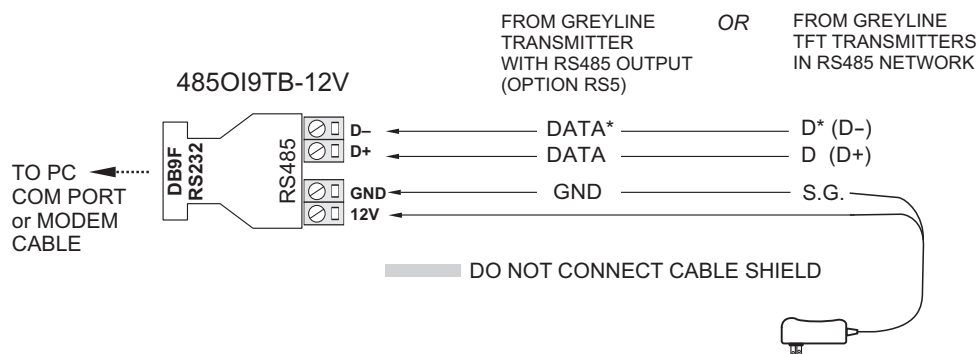 FROM GREYLINE
TRANSMITTER
WITH RS485 OUTPUT
(OPTION RS5)
OR
FROM GREYLINE
TFT TRANSMITTERS
IN RS485 NETWORK
485OI9TB-12V
TO PC
COM PORT
or MODEM
CABLE
DB9F
RS232
RS485
D– DATA* D* (D–)
D+ DATA D (D+)
GND GND S.G.
12V
DO NOT CONNECT CABLE SHIELD